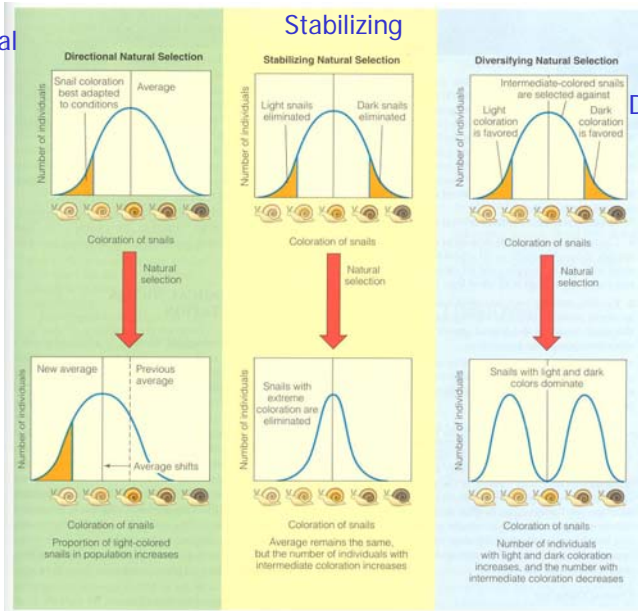 al
Stabilizing
D
Directional Natural Selection
Number of individuals
Snail coloration
best adapted
to conditions
Average
Coloration of snails
Natural
selection
Number of individuals
New average
Previous
average
Average shifts
Coloration of snails
Proportion of light-colored
snails in population increases
Stabilizing Natural Selection
Number of individuals
Light snails
eliminated
Dark snails
eliminated
Coloration of snails
Natural
selection
Number of individuals
Snails with
extreme
coloration are
eliminated
Coloration of snails
Average remains the same,
but the number of individuals with
intermediate coloration increases
Diversifying Natural Selection
Number of individuals
Intermediate-colored snails
are selected against
Light
coloration
is favored
Dark
coloration
is favored
Coloration of snails
Natural
selection
Number of individuals
Snails with light and dark
colors dominate
Coloration of snails
Number of individuals
with light and dark coloration
increases, and the number with
intermediate coloration decreases